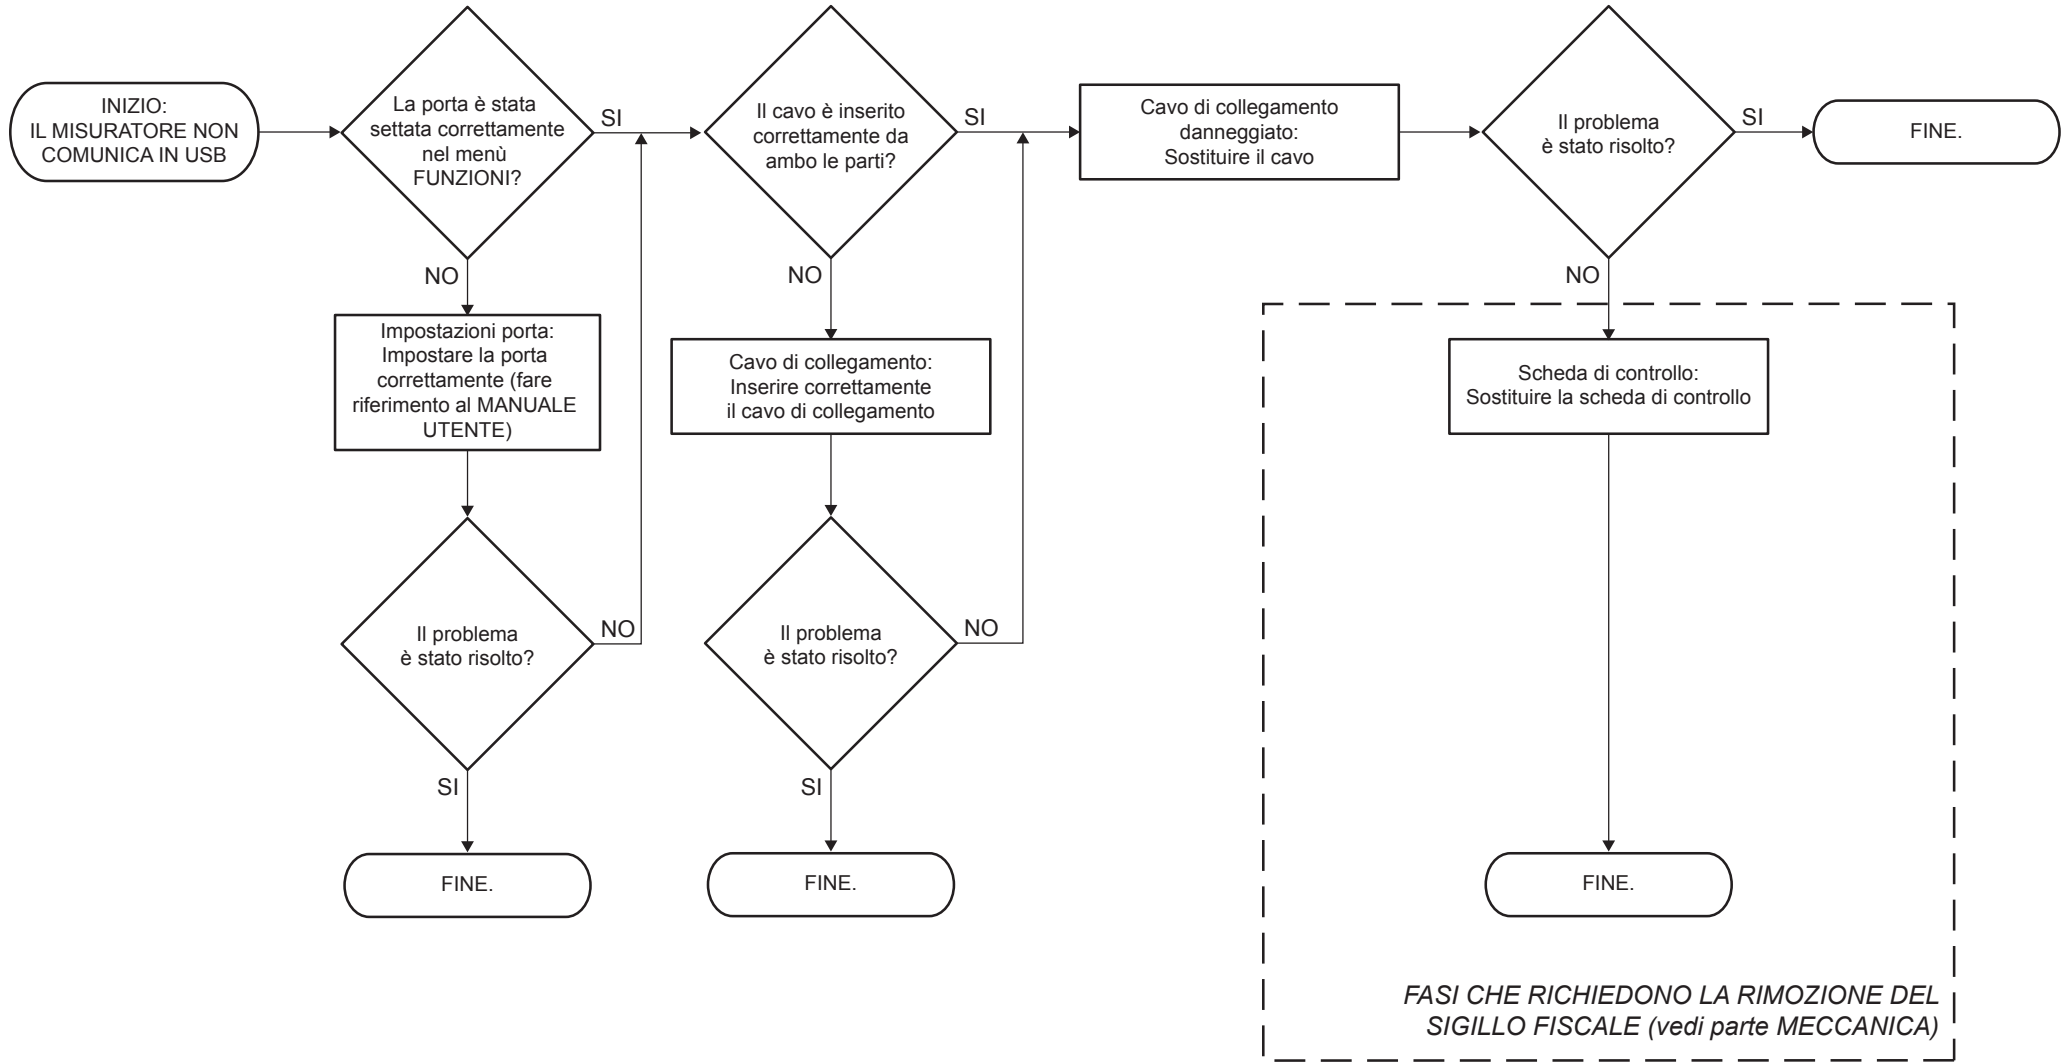 INIZIO:
IL MISURATORE NON
COMUNICA IN USB
La porta è stata
settata correttamente
nel menù
FUNZIONI?
SI
NO
Impostazioni porta:
Impostare la porta
correttamente (fare
riferimento al MANUALE
UTENTE)
Il problema
è stato risolto?
NO
SI
FINE.
Il cavo è inserito
correttamente da
ambo le parti?
SI
NO
Cavo di collegamento:
Inserire correttamente
il cavo di collegamento
Il problema
è stato risolto?
NO
SI
FINE.
Cavo di collegamento
danneggiato:
Sostituire il cavo
Il problema
è stato risolto?
SI
FINE.
NO
Scheda di controllo:
Sostituire la scheda di controllo
FINE.
FASI CHE RICHIEDONO LA RIMOZIONE DEL
SIGILLO FISCALE (vedi parte MECCANICA)